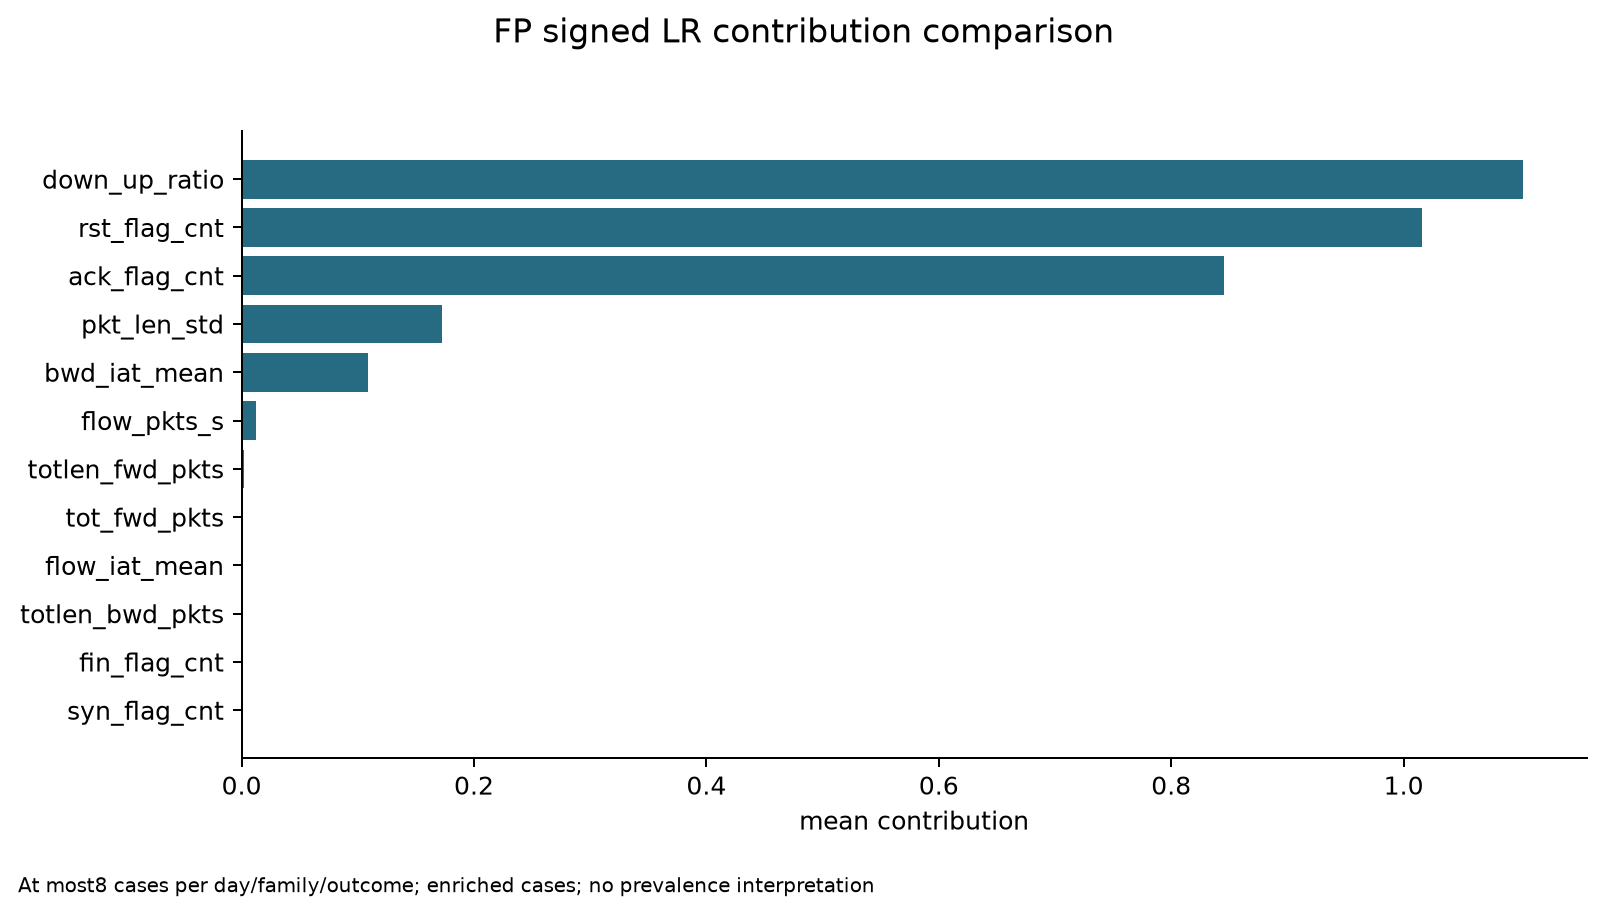 FP signed LR contribution comparison
down_up_ratio
rst_flag_cnt
ack_flag_cnt
pkt_len_std
bwd_iat_mean
flow_pkts_s
totlen_fwd_pkts
tot_fwd_pkts
flow_iat_mean
totlen_bwd_pkts
fin_flag_cnt
syn_flag_cnt
0.0 0.2 0.4 0.6 0.8 1.0
mean contribution
At most8 cases per day/family/outcome; enriched cases; no prevalence interpretation